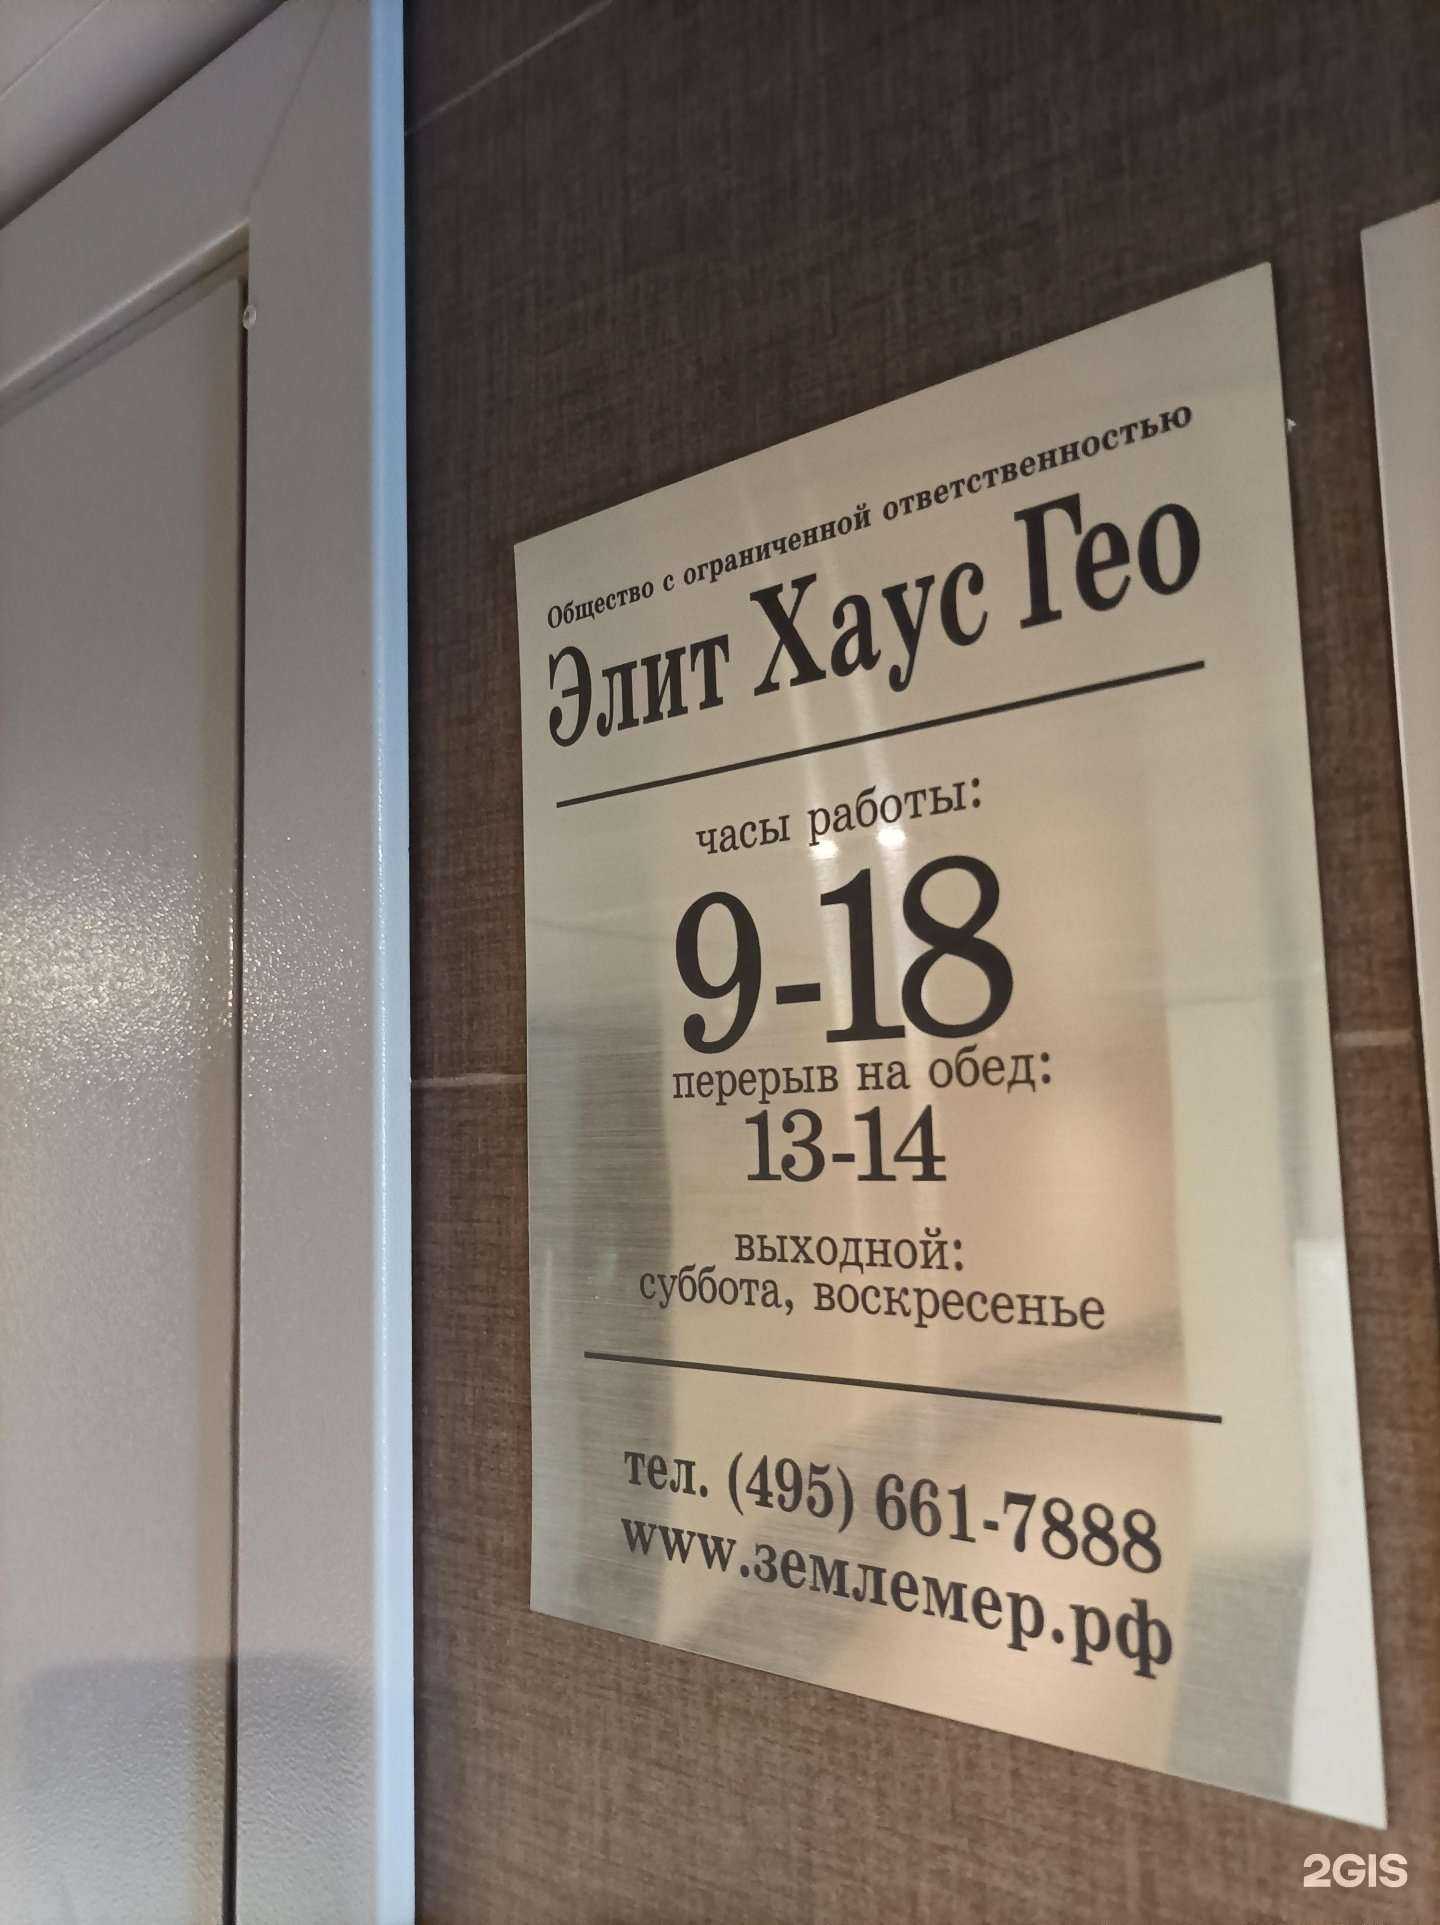 Общество с ограниченной ответственностью
Элит Хаус Гео
часы работы:
9-18
перерыв на обед:
13-14
выходной:
суббота, воскресенье
тел. (495) 661-7888
www.землемер.рф
2GIS